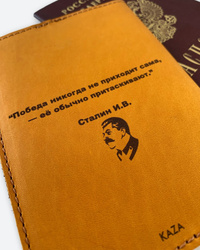 “Победа никогда не приходит сама,
— её обычно притаскивают.”
Сталин И.В.
KAZA